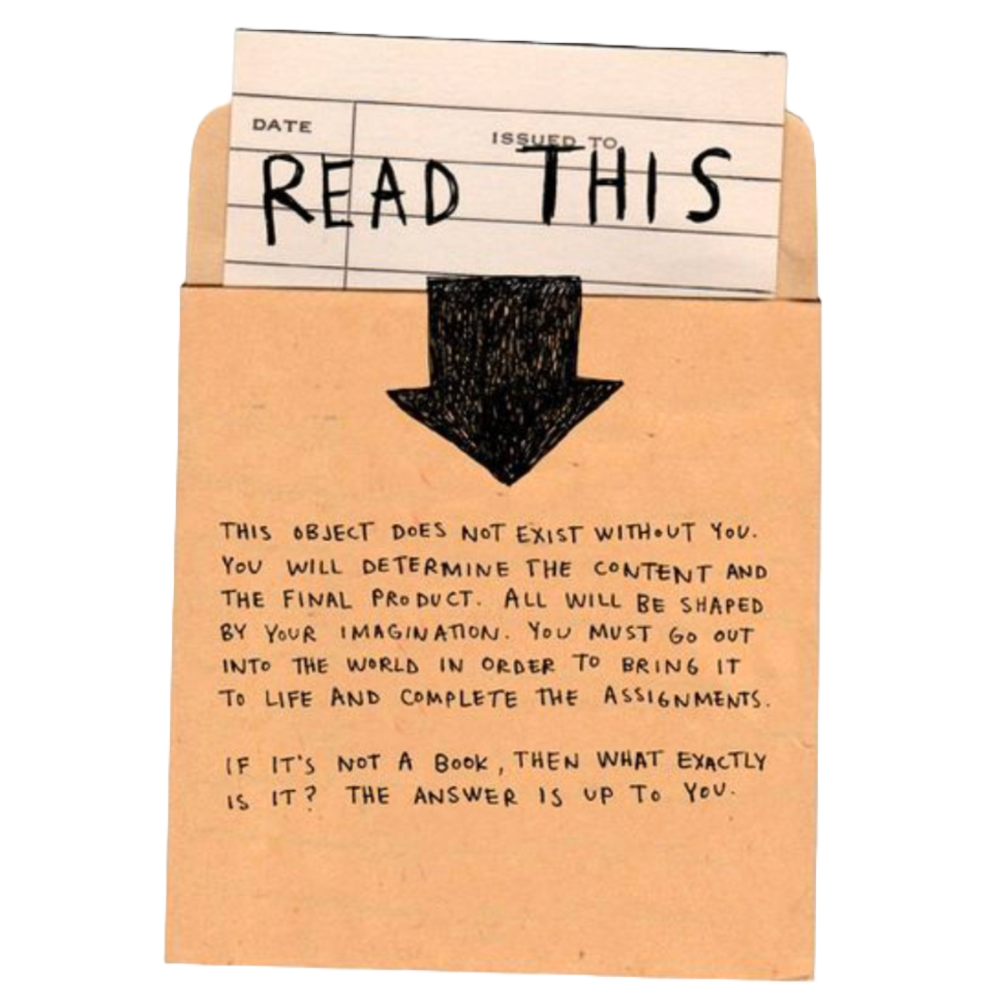 DATE
ISSUED TO
READ THIS
THIS OBJECT DOES NOT EXIST WITHOUT YOU.
YOU WILL DETERMINE THE CONTENT AND
THE FINAL PRODUCT. ALL WILL BE SHAPED
BY YOUR IMAGINATION. YOU MUST GO OUT
INTO THE WORLD IN ORDER TO BRING IT
TO LIFE AND COMPLETE THE ASSIGNMENTS.
IF IT'S NOT A BOOK, THEN WHAT EXACTLY
IS IT? THE ANSWER IS UP TO YOU.